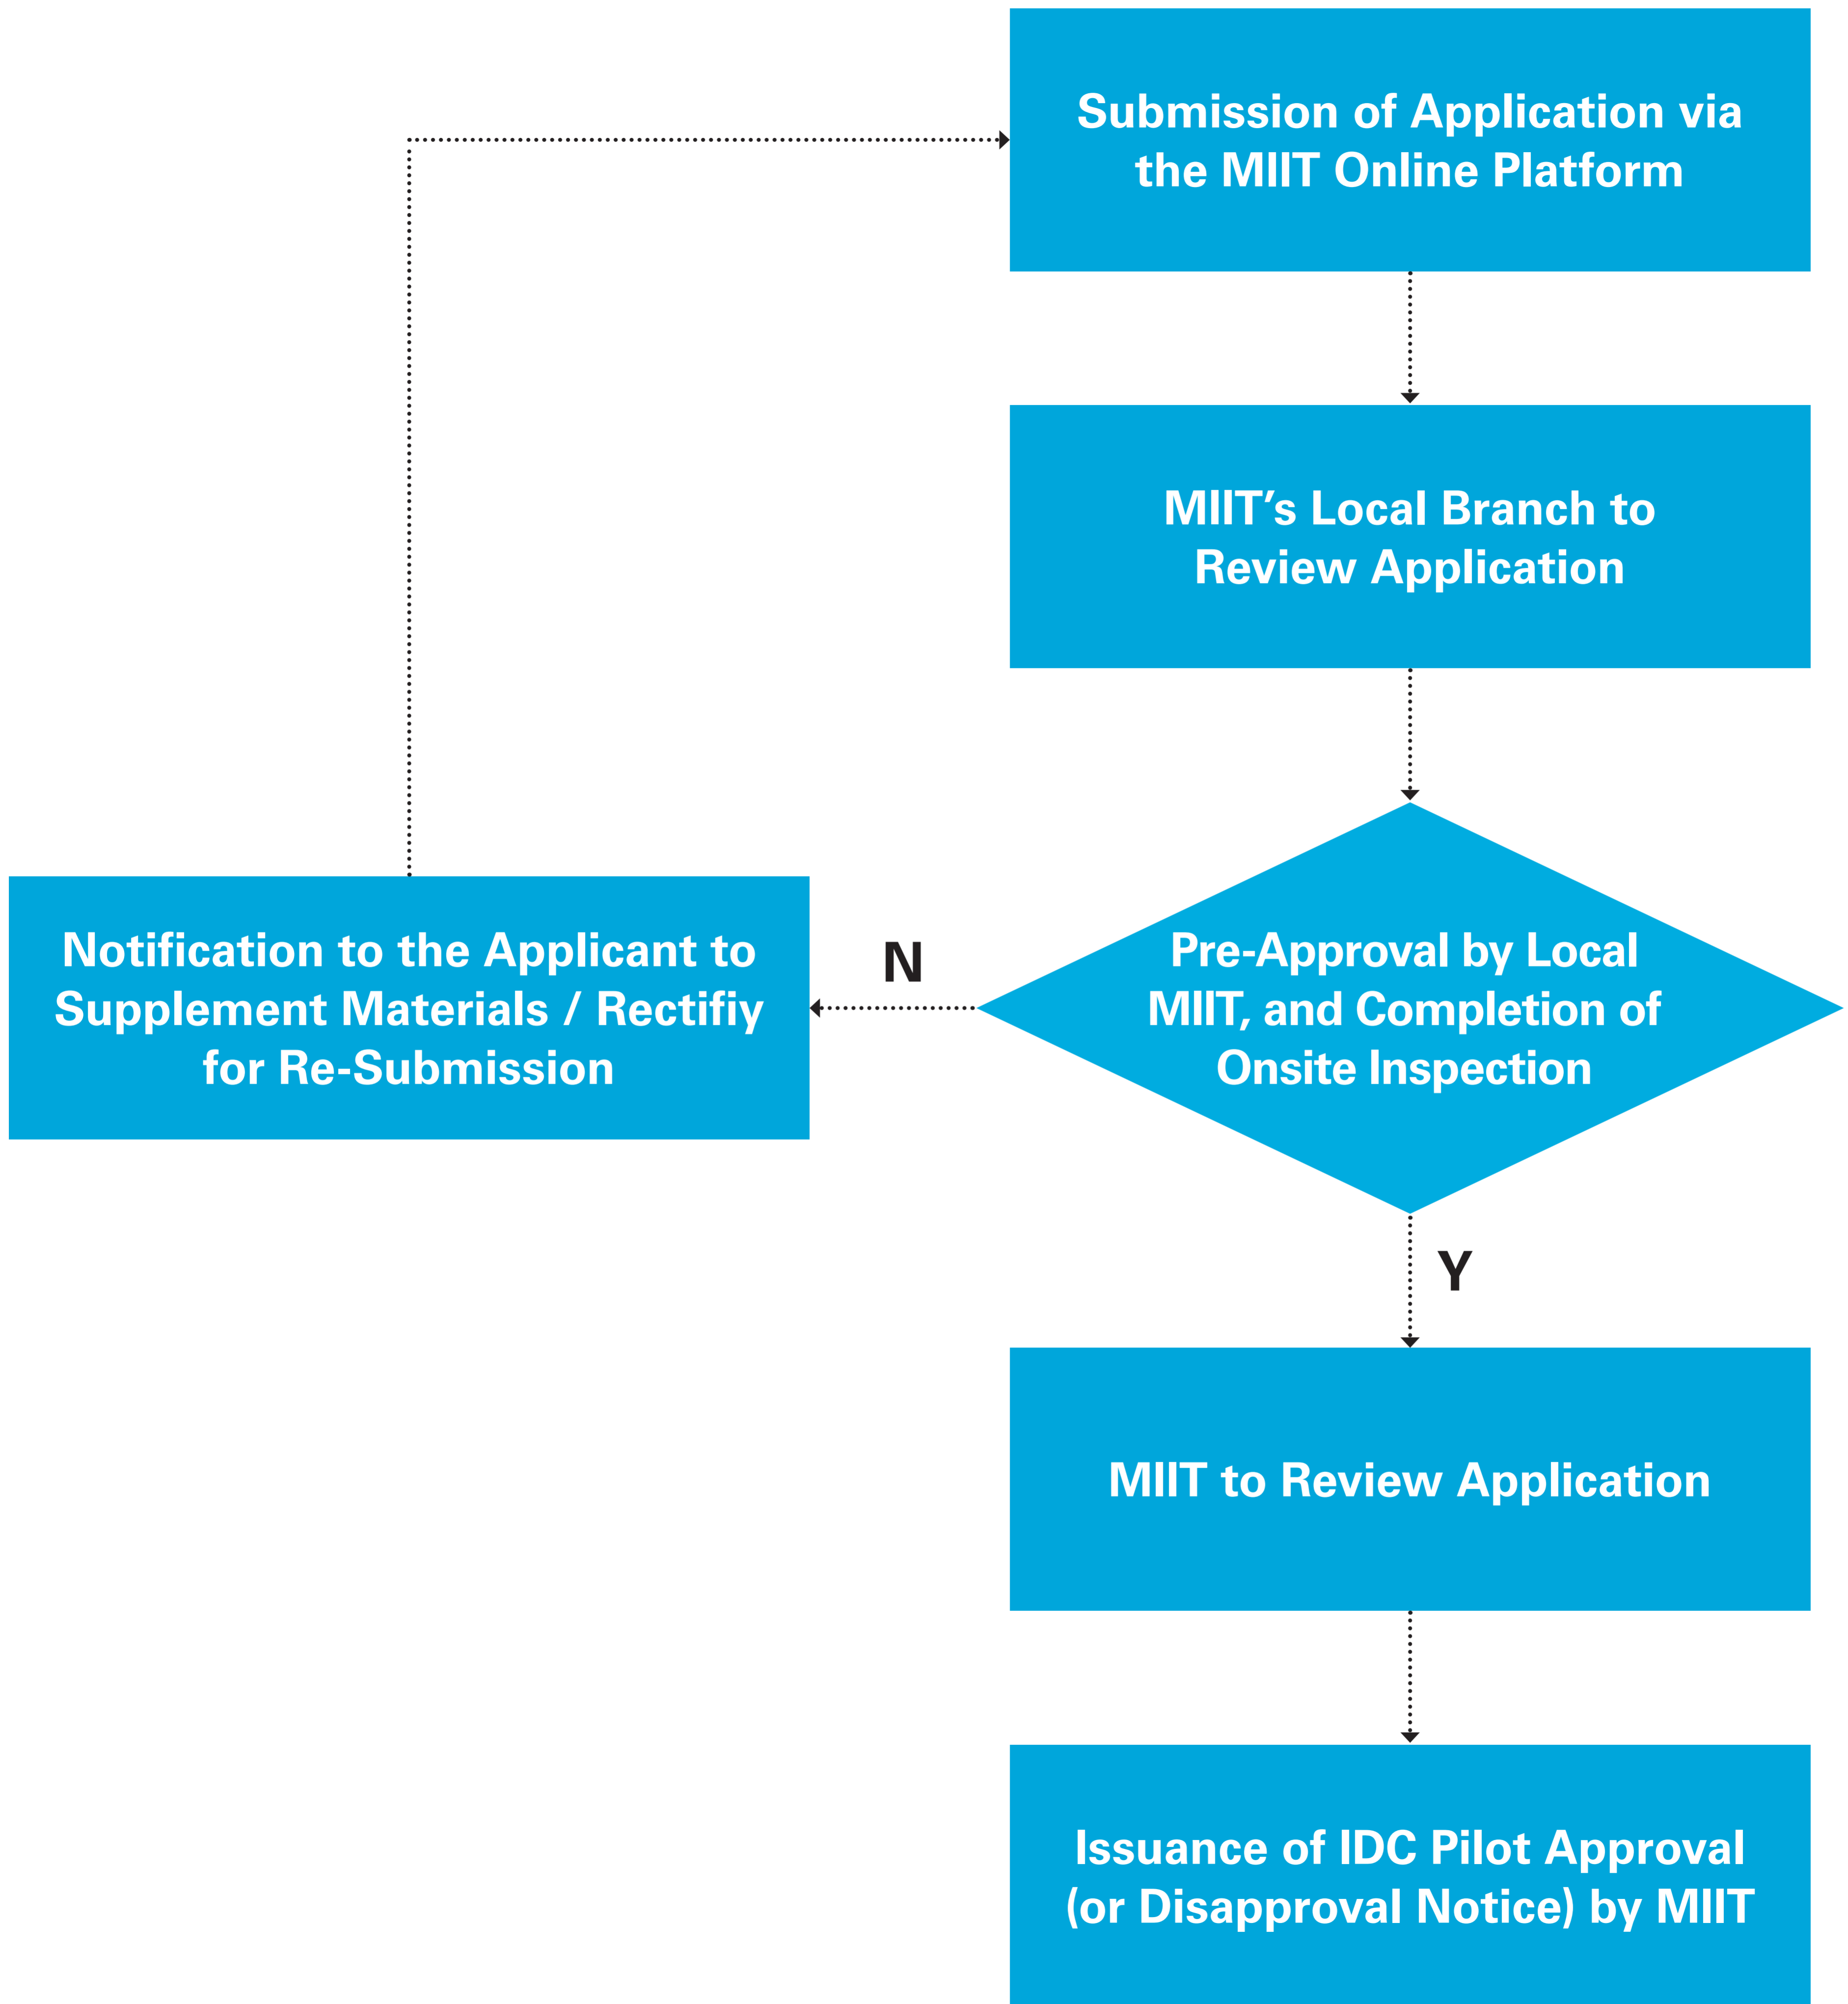 Submission of Application via
the MIIT Online Platform
MIIT’s Local Branch to
Review Application
Pre-Approval by Local
MIIT, and Completion of
Onsite Inspection
N
Notification to the Applicant to
Supplement Materials / Rectifiy
for Re-Submission
Y
MIIT to Review Application
Issuance of IDC Pilot Approval
(or Disapproval Notice) by MIIT